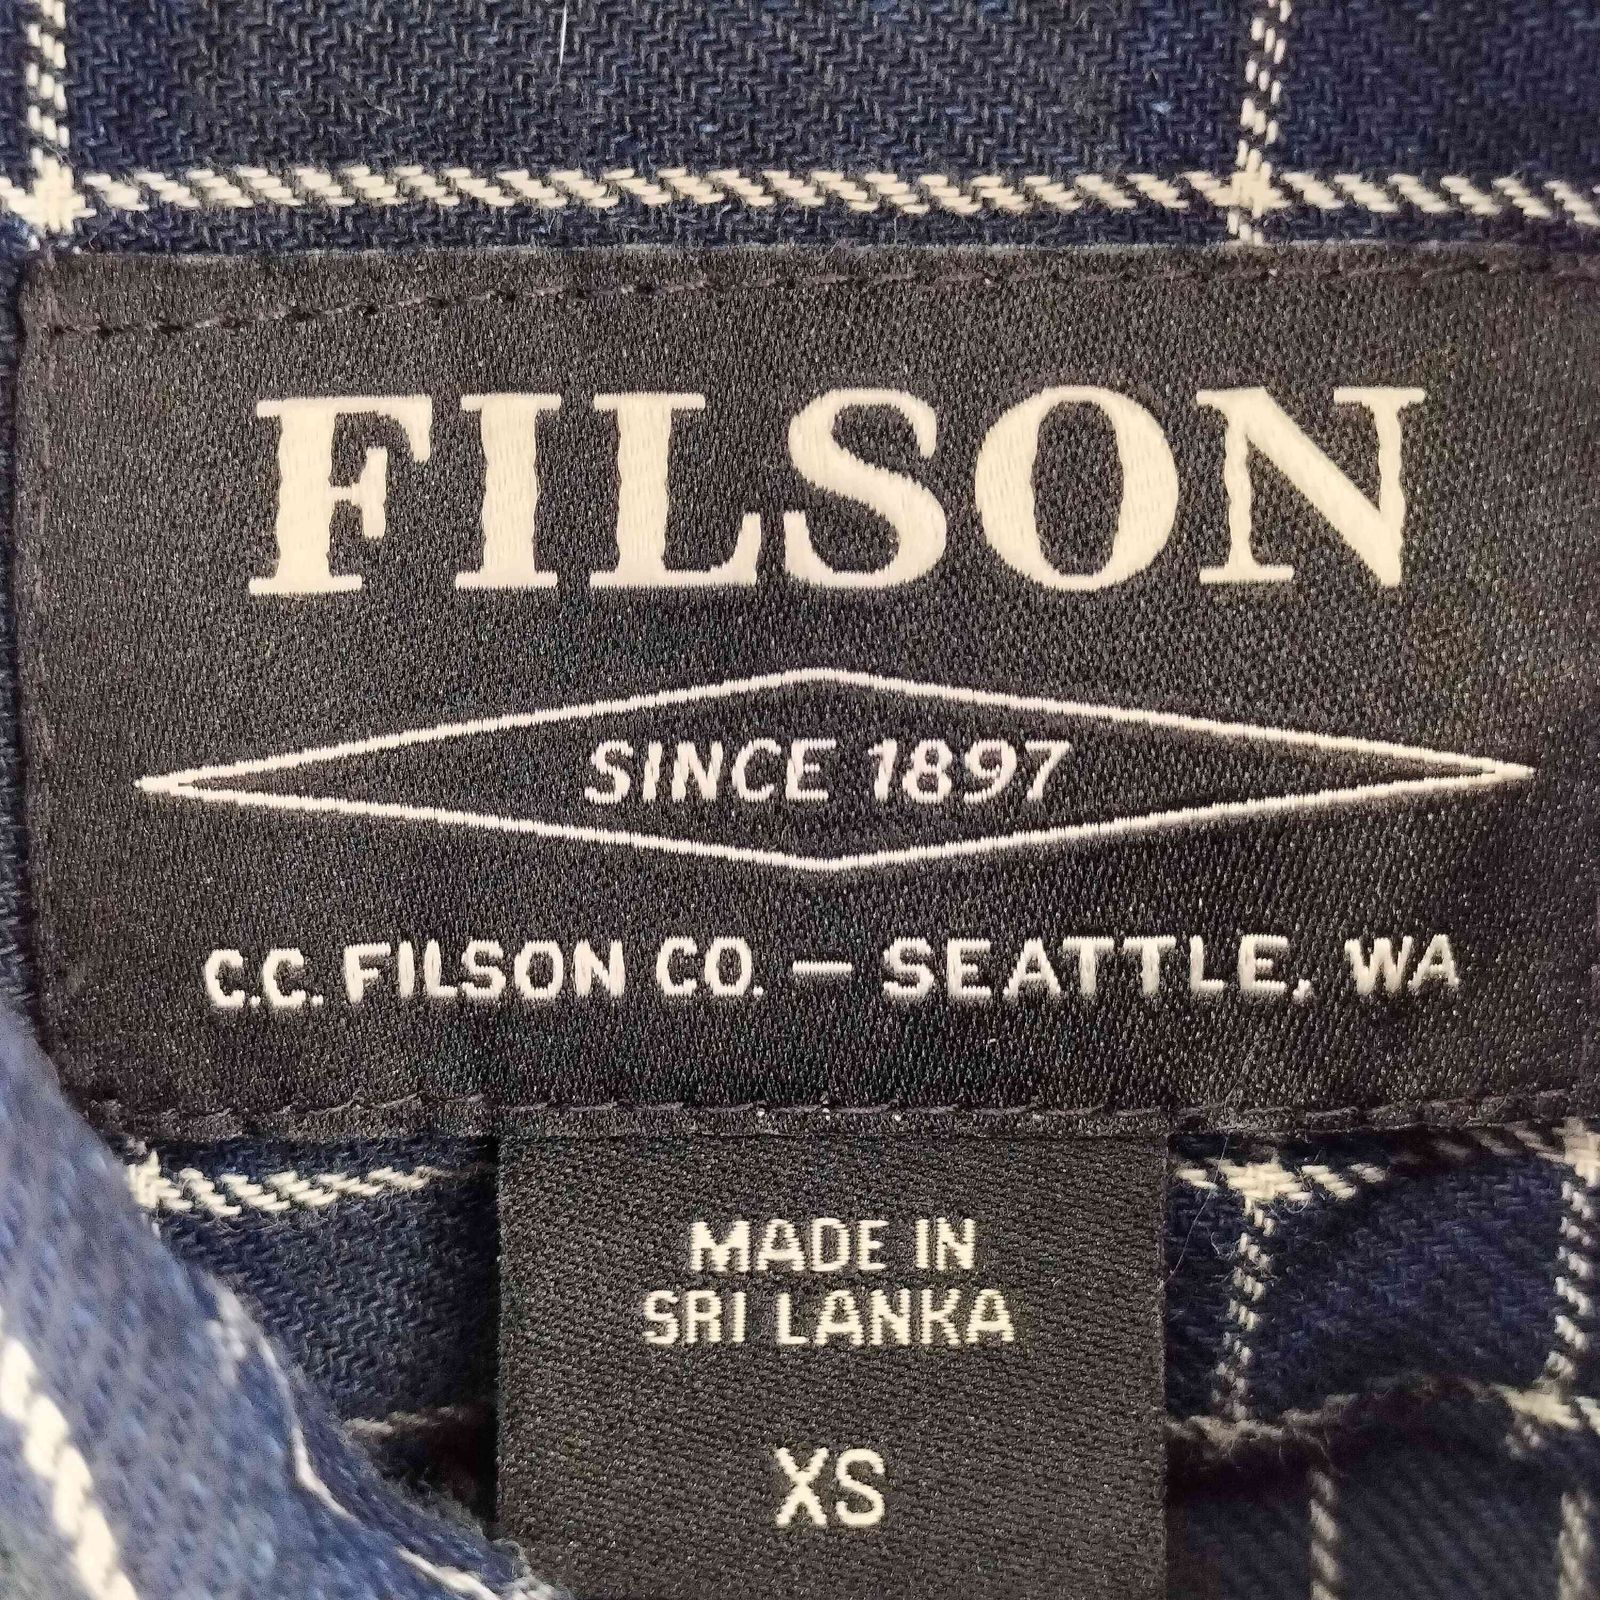 FILSON
SINCE 1897
C.C. FILSON CO. — SEATTLE, WA
MADE IN
SRI LANKA
XS